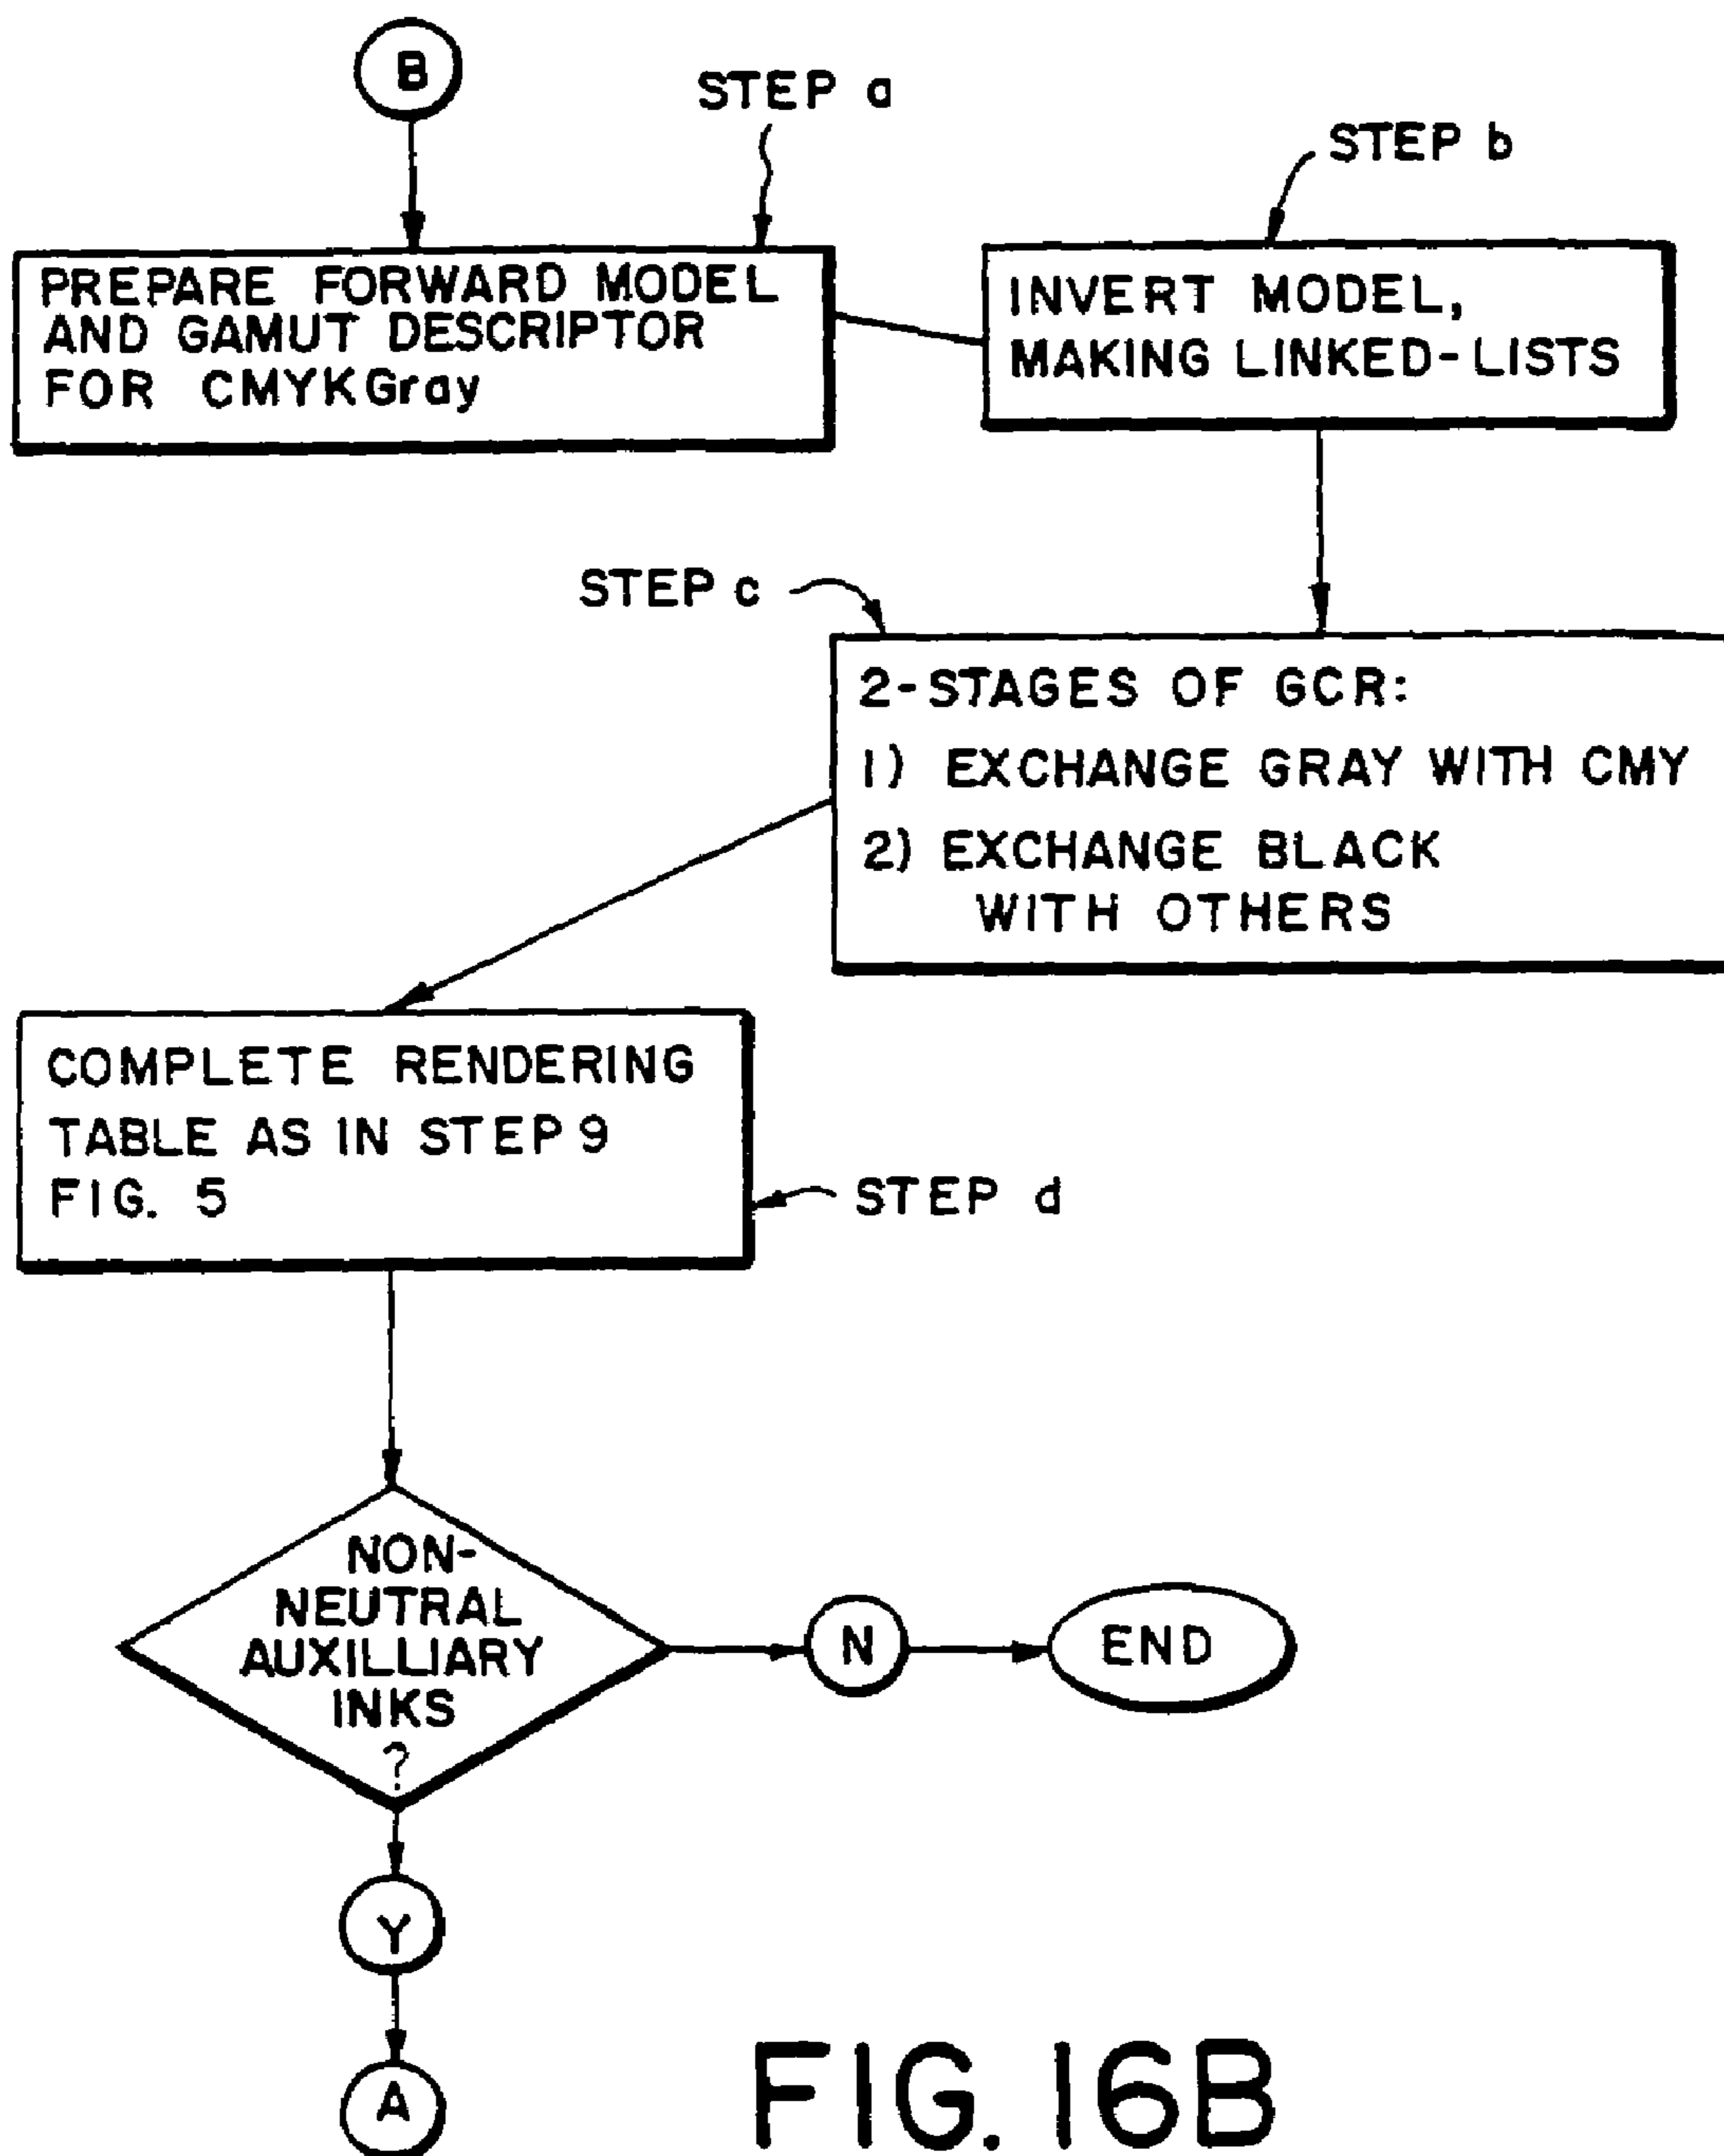 B
STEP a
STEP b
PREPARE FORWARD MODEL
AND GAMUT DESCRIPTOR
FOR CMYKGray
INVERT MODEL,
MAKING LINKED-LISTS
STEP c
2-STAGES OF GCR:
1) EXCHANGE GRAY WITH CMY
2) EXCHANGE BLACK
WITH OTHERS
COMPLETE RENDERING
TABLE AS IN STEP 9
FIG. 5
STEP d
NON-
NEUTRAL
AUXILLIARY
INKS
?
N
END
Y
A
FIG. 16B